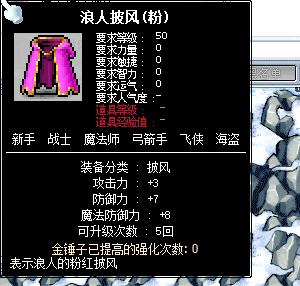 浪人披风(粉)
要求等级 : 50
要求力量 : 0
要求敏捷 : 0
要求智力 : 0
要求运气 : 0
要求人气度 : -
道具等级 : -
道具经验值 : -
新手 战士 魔法师 弓箭手 飞侠 海盗
装备分类 : 披风
攻击力 : +3
防御力 : +7
魔法防御力 : +8
可升级次数 : 5回
金锤子已提高的强化次数: 0
表示浪人的粉红披风